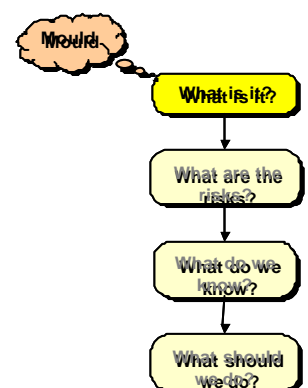 Mould
What is it?
What are the
risks?
What do we
know?
What should
we do?